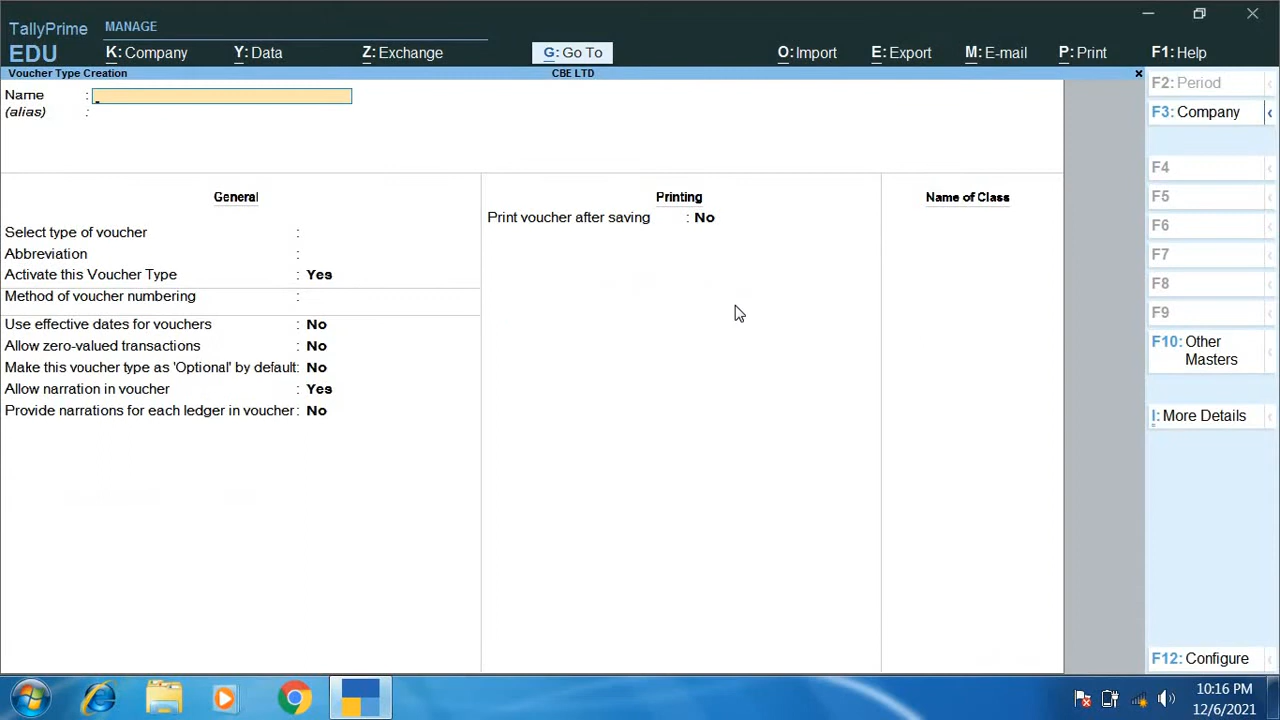 TallyPrime MANAGE
EDU K: Company Y: Data Z: Exchange G: Go To O: Import E: Export M: E-mail P: Print F1: Help
Voucher Type Creation CBE LTD
Name :
(alias) :
General Printing Name of Class
Print voucher after saving : No
Select type of voucher :
Abbreviation :
Activate this Voucher Type : Yes
Method of voucher numbering :
Use effective dates for vouchers : No
Allow zero-valued transactions : No
Make this voucher type as 'Optional' by default: No
Allow narration in voucher : Yes
Provide narrations for each ledger in voucher : No
F2: Period
F3: Company
F4
F5
F6
F7
F8
F9
F10: Other
Masters
I: More Details
F12: Configure
10:16 PM
12/6/2021